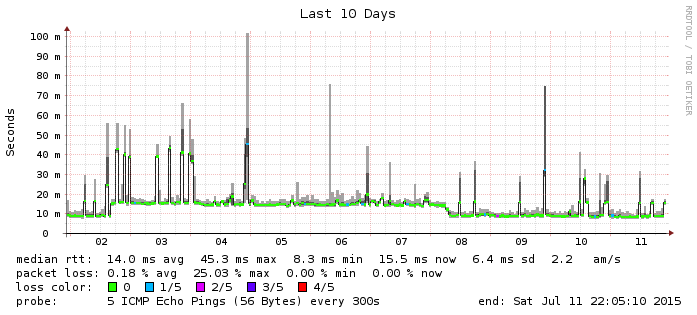 Last 10 Days
RRDTOOL / TOBI OETIKER
Seconds
100 m
90 m
80 m
70 m
60 m
50 m
40 m
30 m
20 m
10 m
0
02 03 04 05 06 07 08 09 10 11
median rtt: 14.0 ms avg 45.3 ms max 8.3 ms min 15.5 ms now 6.4 ms sd 2.2 am/s
packet loss: 0.18 % avg 25.03 % max 0.00 % min 0.00 % now
loss color: 0 1/5 2/5 3/5 4/5
probe: 5 ICMP Echo Pings (56 Bytes) every 300s end: Sat Jul 11 22:05:10 2015